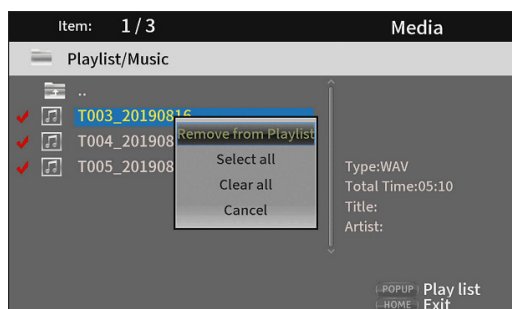 Item: 1/3 Media
Playlist/Music
..
T003_20190816
T004_201908
T005_201908
Remove from Playlist
Select all
Clear all
Cancel
Type:WAV
Total Time:05:10
Title:
Artist:
POPUP Play list
HOME Exit